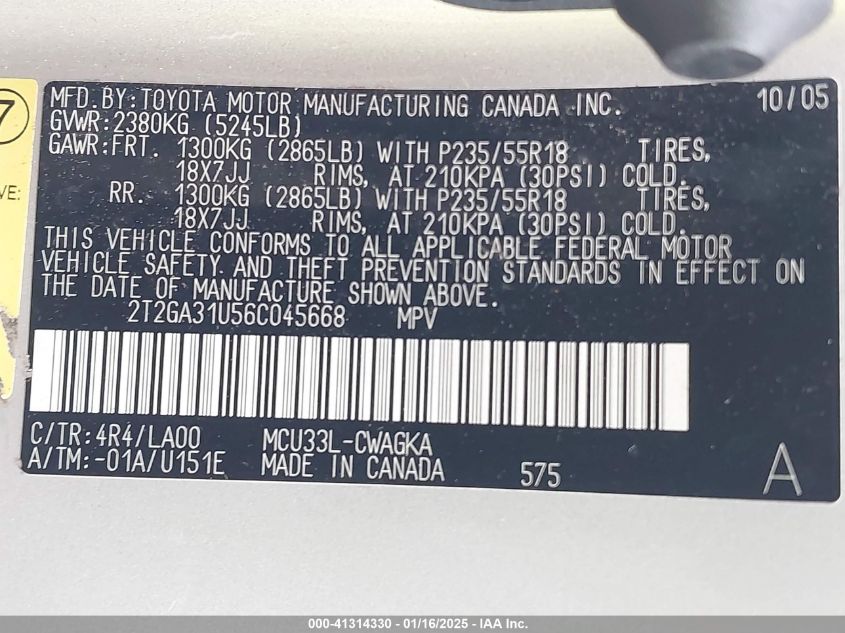 7
VE:
MFD.BY:TOYOTA MOTOR MANUFACTURING CANADA INC. 10/05
GVWR:2380KG (5245LB)
GAWR:FRT. 1300KG (2865LB) WITH P235/55R18 TIRES,
18X7JJ RIMS, AT 210KPA (30PSI) COLD.
RR. 1300KG (2865LB) WITH P235/55R18 TIRES,
18X7JJ RIMS, AT 210KPA (30PSI) COLD.
THIS VEHICLE CONFORMS TO ALL APPLICABLE FEDERAL MOTOR
VEHICLE SAFETY AND THEFT PREVENTION STANDARDS IN EFFECT ON
THE DATE OF MANUFACTURE SHOWN ABOVE.
2T2GA31U56C045668 MPV
C/TR:4R4/LA00 MCU33L-CWAGKA
A/TM:-01A/U151E MADE IN CANADA 575 A
000-41314330 - 01/16/2025 - IAA Inc.